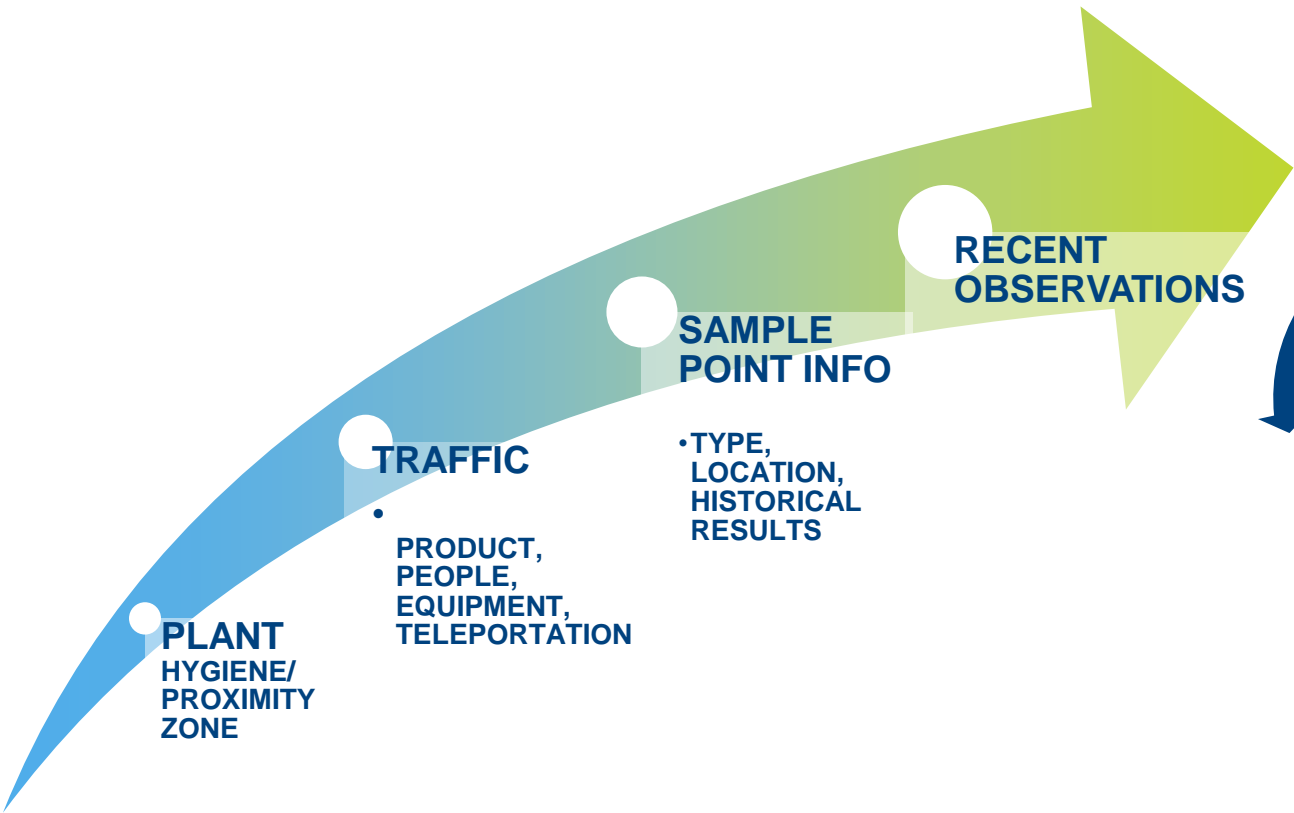 PLANT
HYGIENE/
PROXIMITY
ZONE
TRAFFIC
•
PRODUCT,
PEOPLE,
EQUIPMENT,
TELEPORTATION
SAMPLE
POINT INFO
•TYPE,
LOCATION,
HISTORICAL
RESULTS
RECENT
OBSERVATIONS